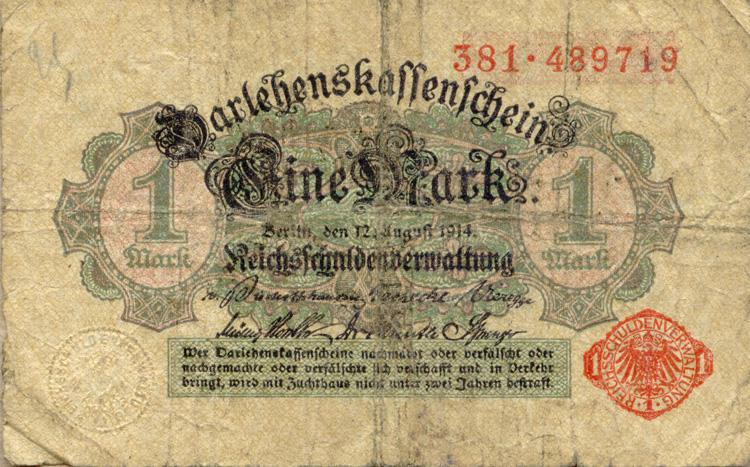 381·489719
Darlehenskassenschein
Eine Mark.
1
Mark
1
Mark
Berlin, den 12. August 1914.
Reichsschuldenverwaltung
Wer Darlehenskassenscheine nachmacht oder verfälscht oder
nachgemachte oder verfälschte sich verschafft und in Verkehr
bringt, wird mit Zuchthaus nicht unter zwei Jahren bestraft.
REICHSSCHULDENVERWALTUNG
1 1
·1·